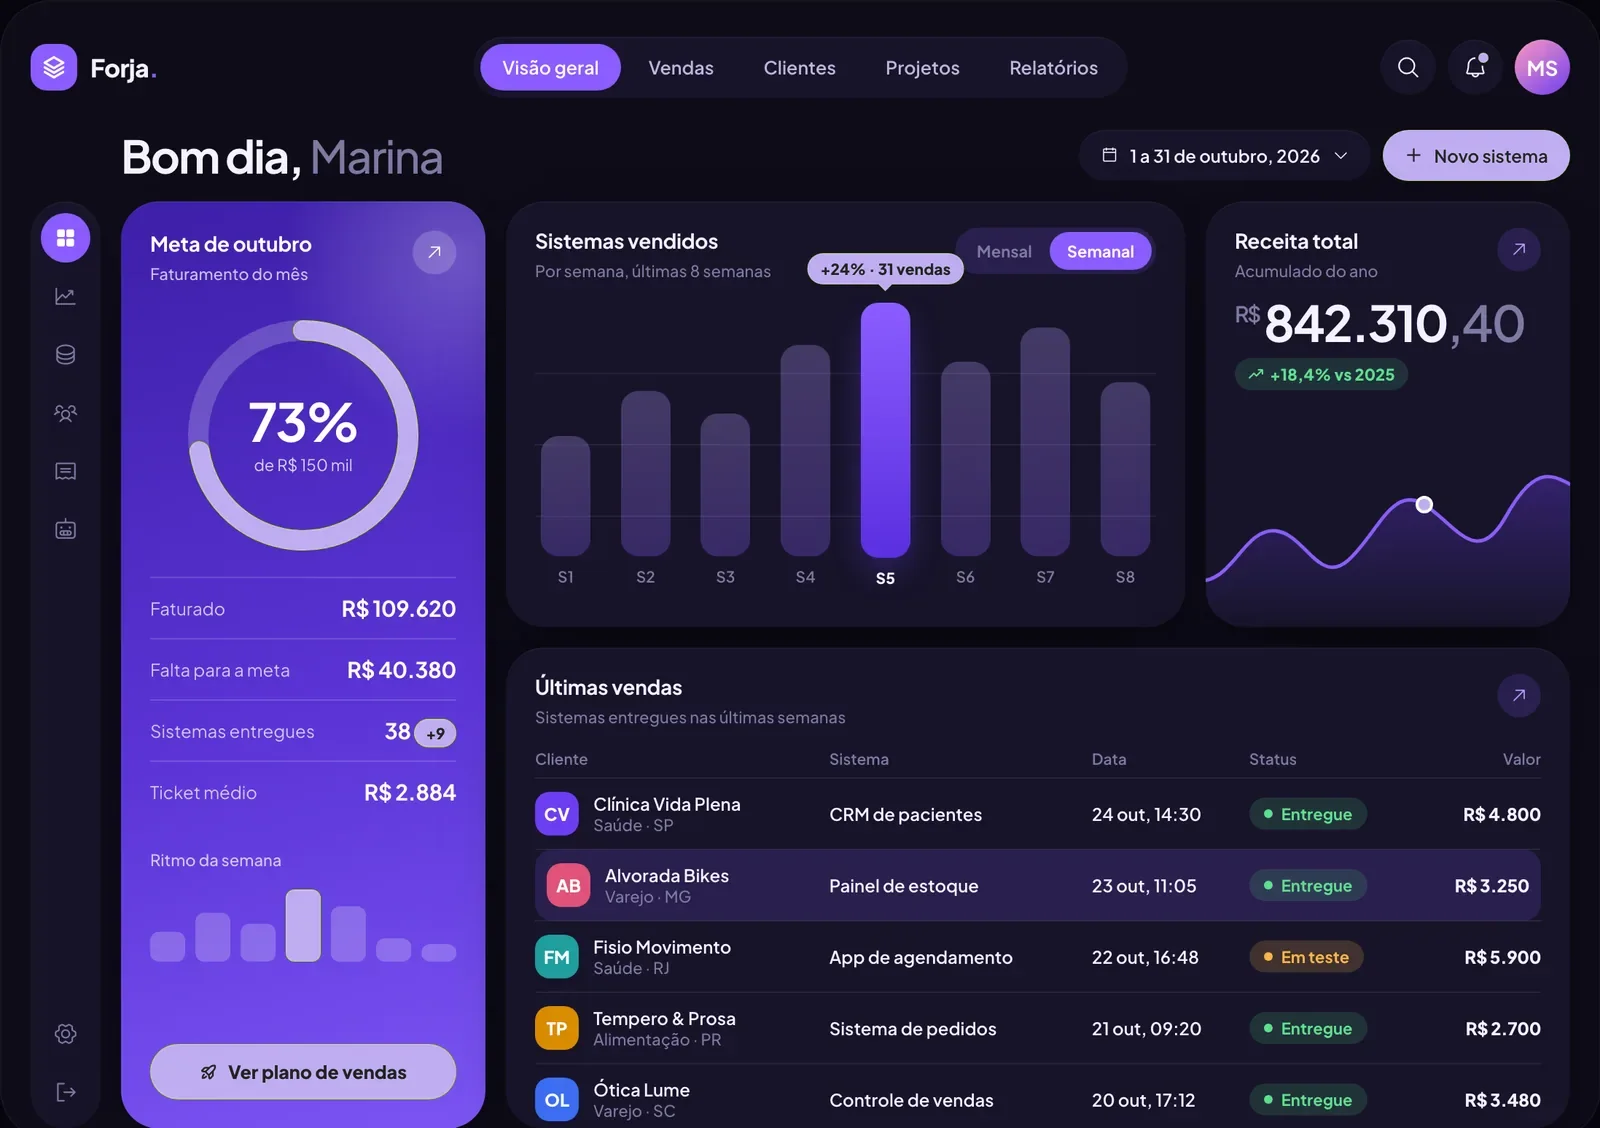 Forja.
Visão geral
Vendas
Clientes
Projetos
Relatórios
MS
Bom dia, Marina
1 a 31 de outubro, 2026
+ Novo sistema
Meta de outubro
Faturamento do mês
73%
de R$ 150 mil
Faturado R$ 109.620
Falta para a meta R$ 40.380
Sistemas entregues 38 +9
Ticket médio R$ 2.884
Ritmo da semana
Ver plano de vendas
Sistemas vendidos
Por semana, últimas 8 semanas
Mensal
Semanal
+24% · 31 vendas
S1 S2 S3 S4 S5 S6 S7 S8
Receita total
Acumulado do ano
R$ 842.310,40
+18,4% vs 2025
Últimas vendas
Sistemas entregues nas últimas semanas
Cliente Sistema Data Status Valor
CV Clínica Vida Plena CRM de pacientes 24 out, 14:30 Entregue R$ 4.800
Saúde · SP
AB Alvorada Bikes Painel de estoque 23 out, 11:05 Entregue R$ 3.250
Varejo · MG
FM Fisio Movimento App de agendamento 22 out, 16:48 Em teste R$ 5.900
Saúde · RJ
TP Tempero & Prosa Sistema de pedidos 21 out, 09:20 Entregue R$ 2.700
Alimentação · PR
OL Ótica Lume Controle de vendas 20 out, 17:12 Entregue R$ 3.480
Varejo · SC